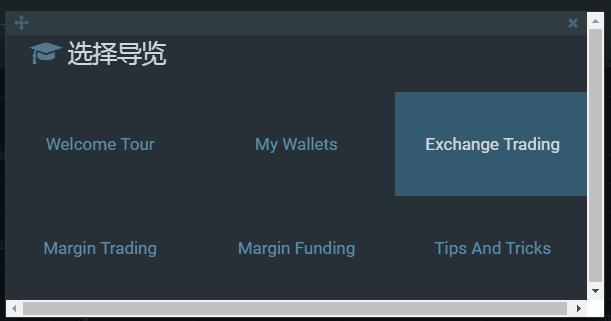 选择导览
Welcome Tour My Wallets Exchange Trading
Margin Trading Margin Funding Tips And Tricks